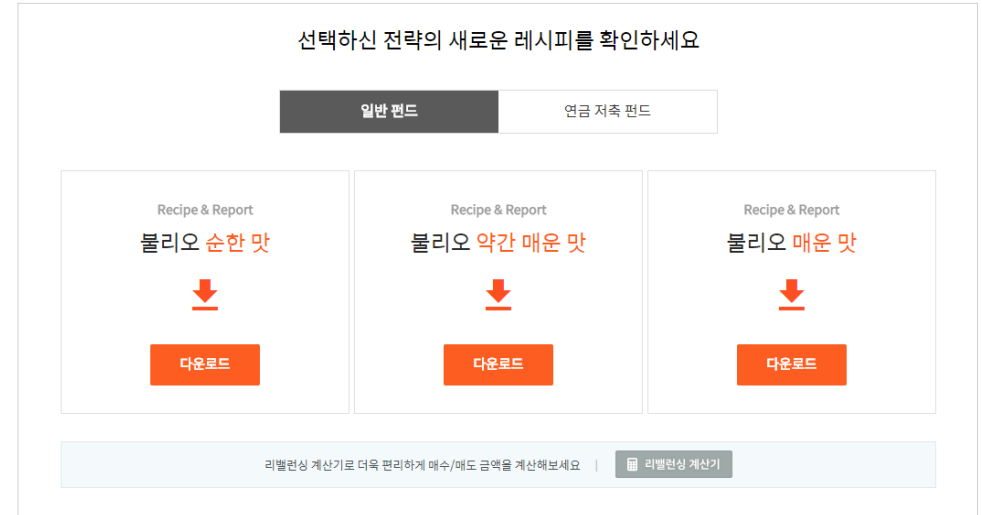 선택하신 전략의 새로운 레시피를 확인하세요
일반 펀드
연금 저축 펀드
Recipe & Report
불리오 순한 맛
다운로드
Recipe & Report
불리오 약간 매운 맛
다운로드
Recipe & Report
불리오 매운 맛
다운로드
리밸런싱 계산기로 더욱 편리하게 매수/매도 금액을 계산해보세요 | 리밸런싱 계산기